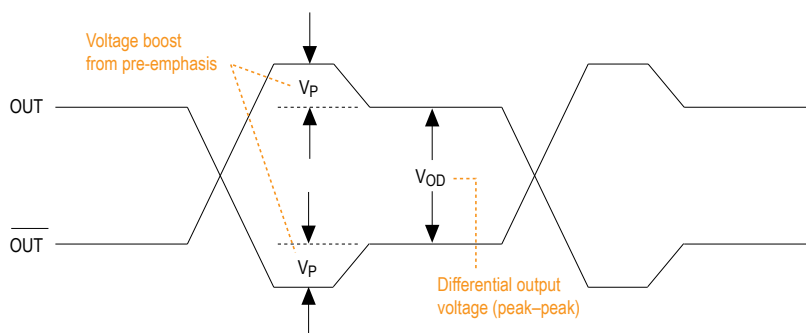 Voltage boost
from pre-emphasis
VP
OUT
VOD
OUT
VP
Differential output
voltage (peak–peak)